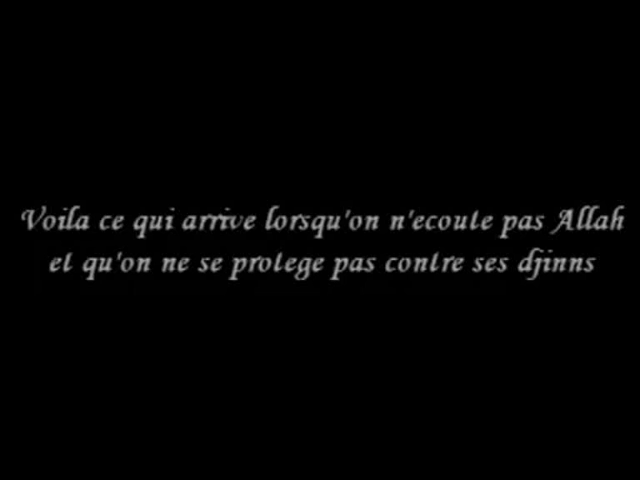 Voila ce qui arrive lorsqu'on n'ecoute pas Allah
et qu'on ne se protege pas contre ses djinns